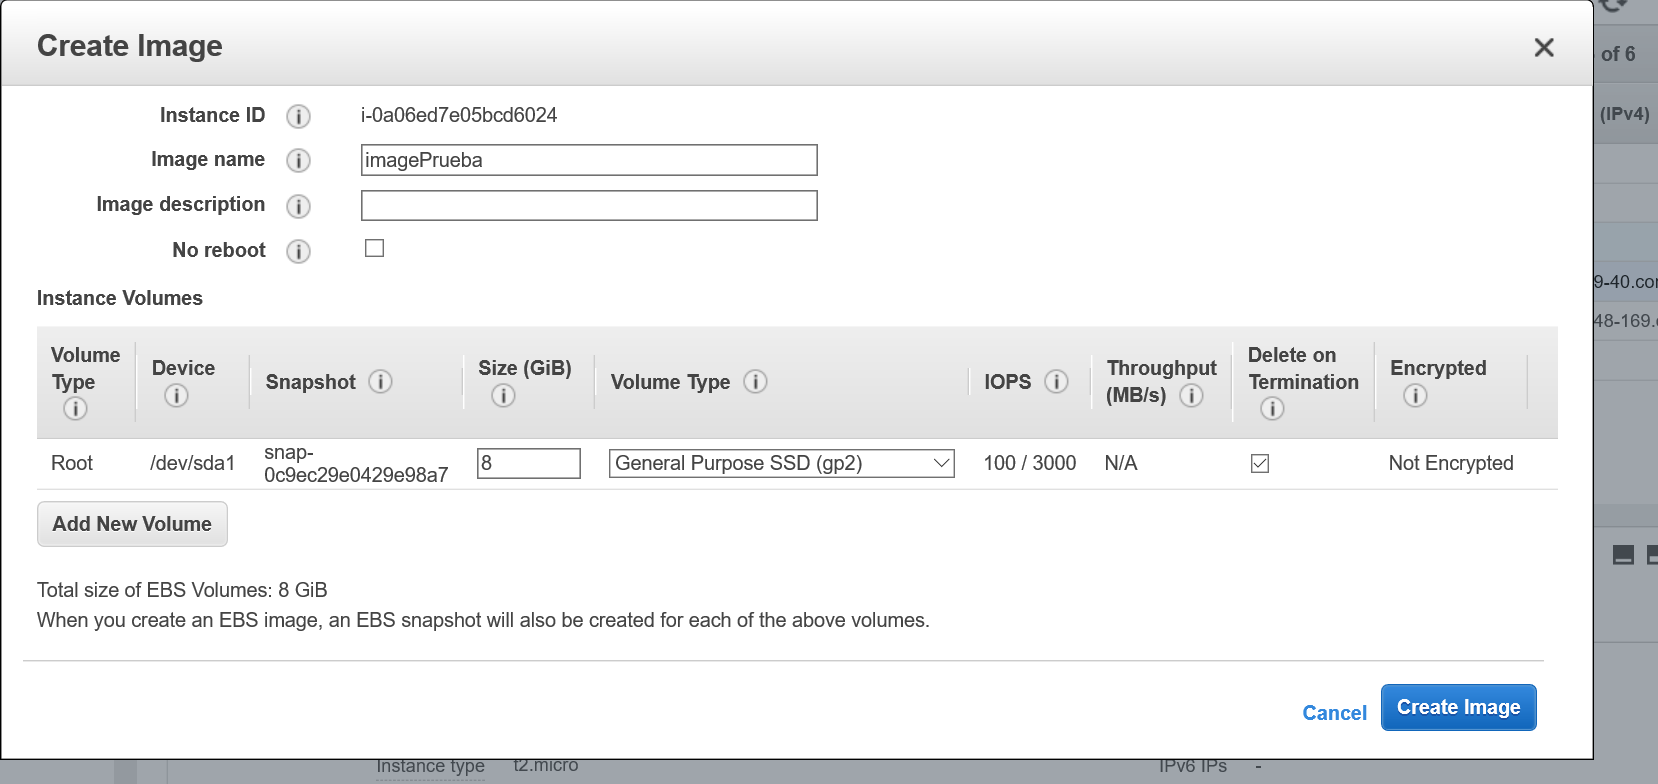 Create Image
of 6
Instance ID i-0a06ed7e05bcd6024
(IPv4)
Image name imagePrueba
Image description
No reboot
9-40.co
Instance Volumes
48-169.
Volume Type Device Snapshot Size (GiB) Volume Type IOPS Throughput (MB/s) Delete on Termination Encrypted
Root /dev/sda1 snap-0c9ec29e0429e98a7 8 General Purpose SSD (gp2) 100 / 3000 N/A Not Encrypted
Add New Volume
Total size of EBS Volumes: 8 GiB
When you create an EBS image, an EBS snapshot will also be created for each of the above volumes.
Cancel Create Image
Instance type t2.micro IPv6 IPs -